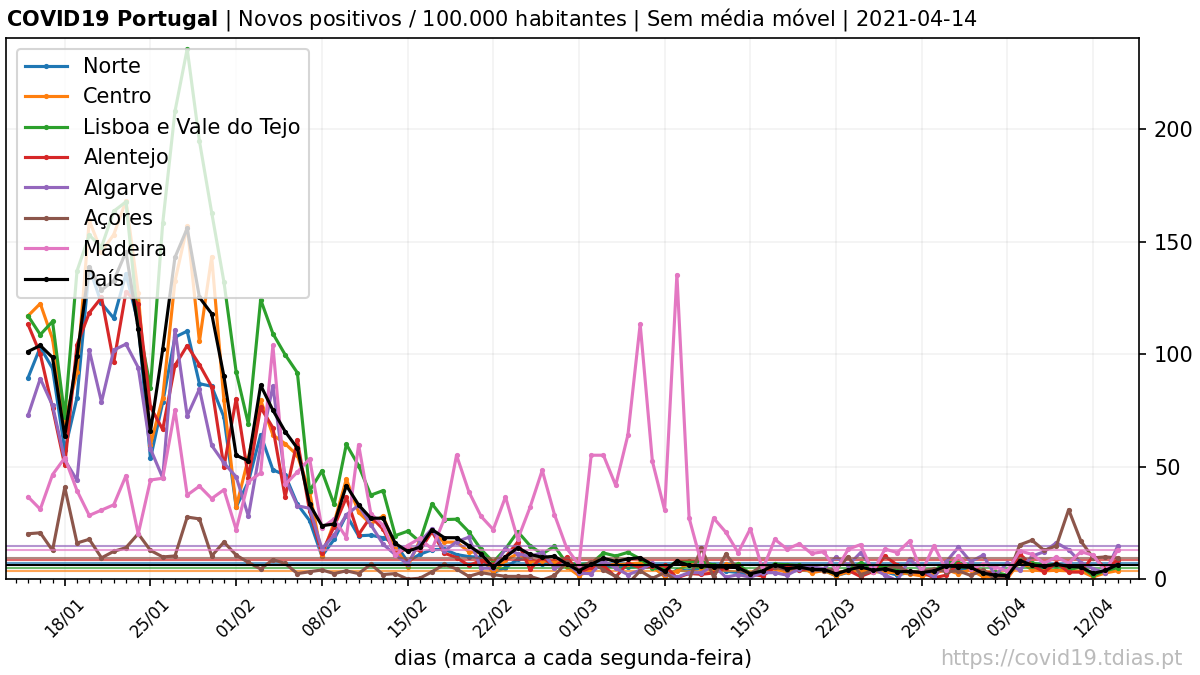 COVID19 Portugal | Novos positivos / 100.000 habitantes | Sem média móvel | 2021-04-14
Norte
Centro
Lisboa e Vale do Tejo
Alentejo
Algarve
Açores
Madeira
País
200
150
100
50
0
18/01
25/01
01/02
08/02
15/02
22/02
01/03
08/03
15/03
22/03
29/03
05/04
12/04
dias (marca a cada segunda-feira)
https://covid19.tdias.pt